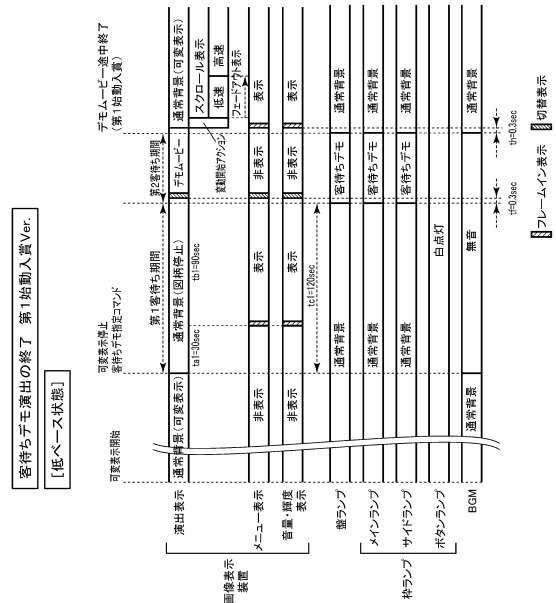 客待ちデモ演出の終了 第1始動入賞Ver.
[低ベース状態]
可変表示開始
可変表示停止
客待ちデモ指定コマンド
デモムービー途中終了
(第1始動入賞)
第1客待ち期間
第2客待ち期間
画像表示
装置
演出表示
通常背景(可変表示)
通常背景(図柄停止)
デモムービー
通常背景(可変表示)
ta1=30sec
tb1=90sec
変動開始アクション
スクロール表示
低速
高速
フェードアウト表示
メニュー表示
非表示
表示
非表示
表示
音量・輝度
表示
非表示
表示
非表示
表示
tc1=120sec
盤ランプ
通常背景
客待ちデモ
通常背景
枠ランプ
メインランプ
通常背景
客待ちデモ
通常背景
サイドランプ
通常背景
客待ちデモ
通常背景
ボタンランプ
白点灯
BGM
通常背景
無音
通常背景
tf=0.3sec
th=0.3sec
フレームイン表示
切替表示